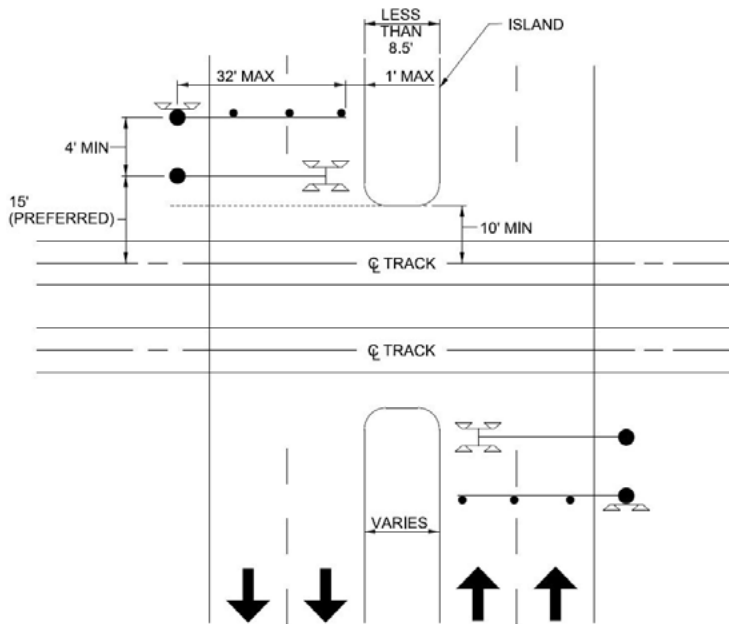 LESS
THAN
8.5'
ISLAND
32' MAX
1' MAX
4' MIN
15'
(PREFERRED)
10' MIN
℄ TRACK
℄ TRACK
VARIES